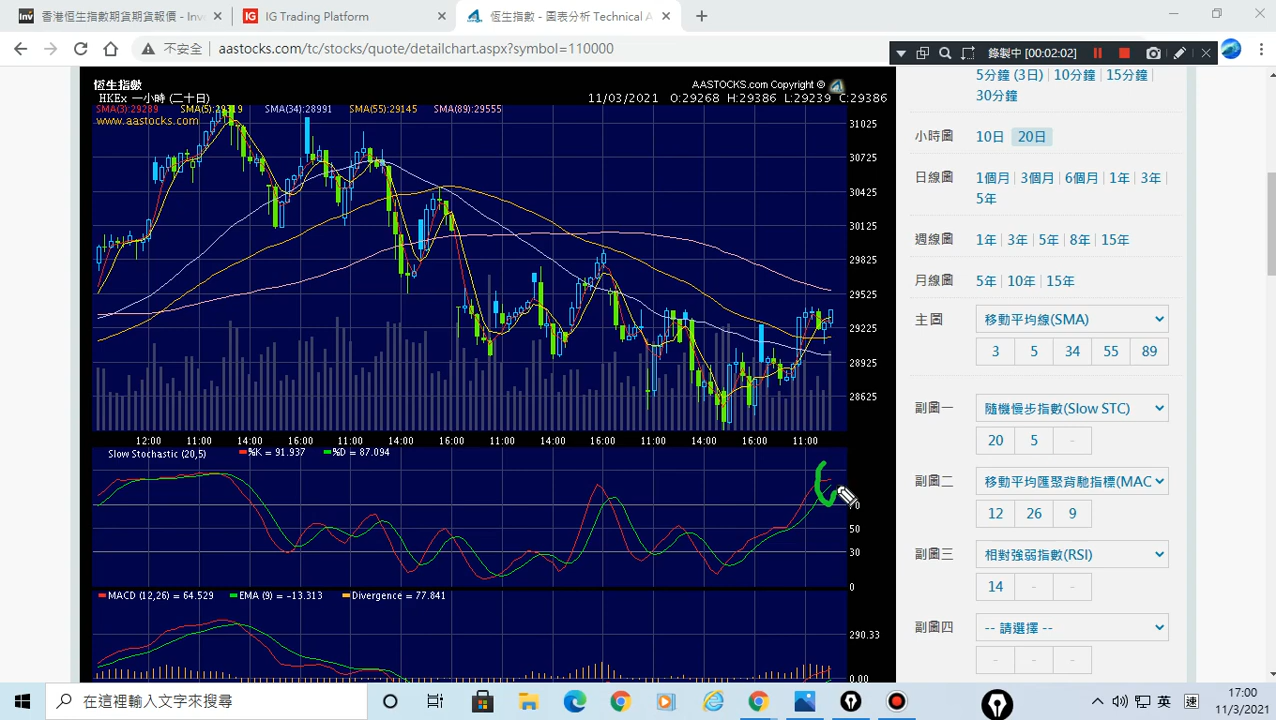 香港恆生指數期貨期貨報價 - Inv
IG Trading Platform
恆生指數 - 圖表分析 Technical A
不安全
aastocks.com/tc/stocks/quote/detailchart.aspx?symbol=110000
錄製中 [00:02:02]
恆生指數
AASTOCKS.com Copyright ©
HKEx 一小時 (二十日)
11/03/2021 O:29268 H:29386 L:29239 C:29386
SMA(3):29289 SMA(5):29319 SMA(34):28991 SMA(55):29145 SMA(89):29555
www.aastocks.com
31025
30725
30425
30125
29825
29525
29225
28925
28625
12:00 11:00 14:00 16:00 11:00 14:00 16:00 11:00 14:00 16:00 11:00 14:00 16:00 11:00
Slow Stochastic (20,5) %K = 91.937 %D = 87.094
70
50
30
0
MACD (12,26) = 64.529 EMA (9) = -13.313 Divergence = 77.841
290.33
0.00
5分鐘 (3日) | 10分鐘 | 15分鐘 |
30分鐘
小時圖 10日 20日
日線圖 1個月 | 3個月 | 6個月 | 1年 | 3年 |
5年
週線圖 1年 | 3年 | 5年 | 8年 | 15年
月線圖 5年 | 10年 | 15年
主圖 移動平均線(SMA)
3 5 34 55 89
副圖一 隨機慢步指數(Slow STC)
20 5 -
副圖二 移動平均匯聚背馳指標(MAC
12 26 9
副圖三 相對強弱指數(RSI)
14 - -
副圖四 -- 請選擇 --
- - -
在這裡輸入文字來搜尋
英
17:00
11/3/2021